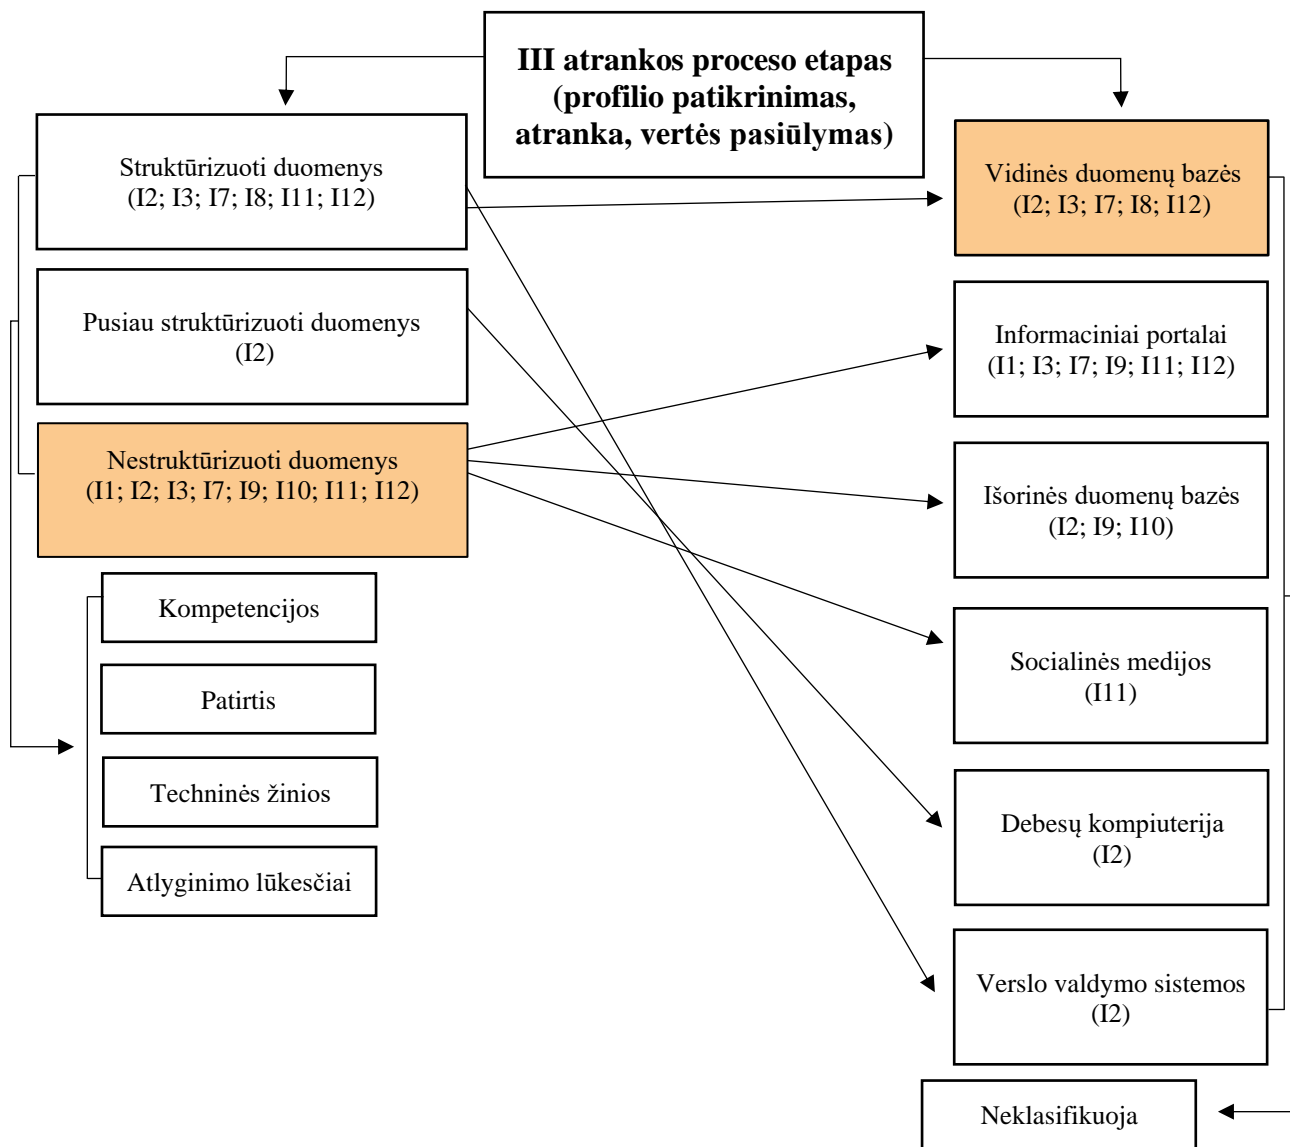 III atrankos proceso etapas
(profilio patikrinimas,
atranka, vertės pasiūlymas)
Struktūrizuoti duomenys
(I2; I3; I7; I8; I11; I12)
Pusiau struktūrizuoti duomenys
(I2)
Nestruktūrizuoti duomenys
(I1; I2; I3; I7; I9; I10; I11; I12)
Kompetencijos
Patirtis
Techninės žinios
Atlyginimo lūkesčiai
Vidinės duomenų bazės
(I2; I3; I7; I8; I12)
Informaciniai portalai
(I1; I3; I7; I9; I11; I12)
Išorinės duomenų bazės
(I2; I9; I10)
Socialinės medijos
(I11)
Debesų kompiuterija
(I2)
Verslo valdymo sistemos
(I2)
Neklasifikuoja